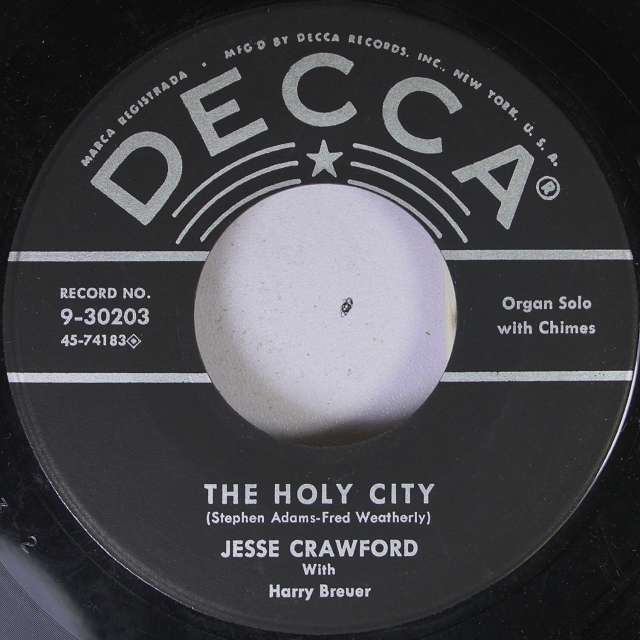 MARCA REGISTRADA • MFG'D BY DECCA RECORDS, INC., NEW YORK, U. S. A.
DECCA®
RECORD NO.
9-30203
45-74183
Organ Solo
with Chimes
THE HOLY CITY
(Stephen Adams-Fred Weatherly)
JESSE CRAWFORD
With
Harry Breuer